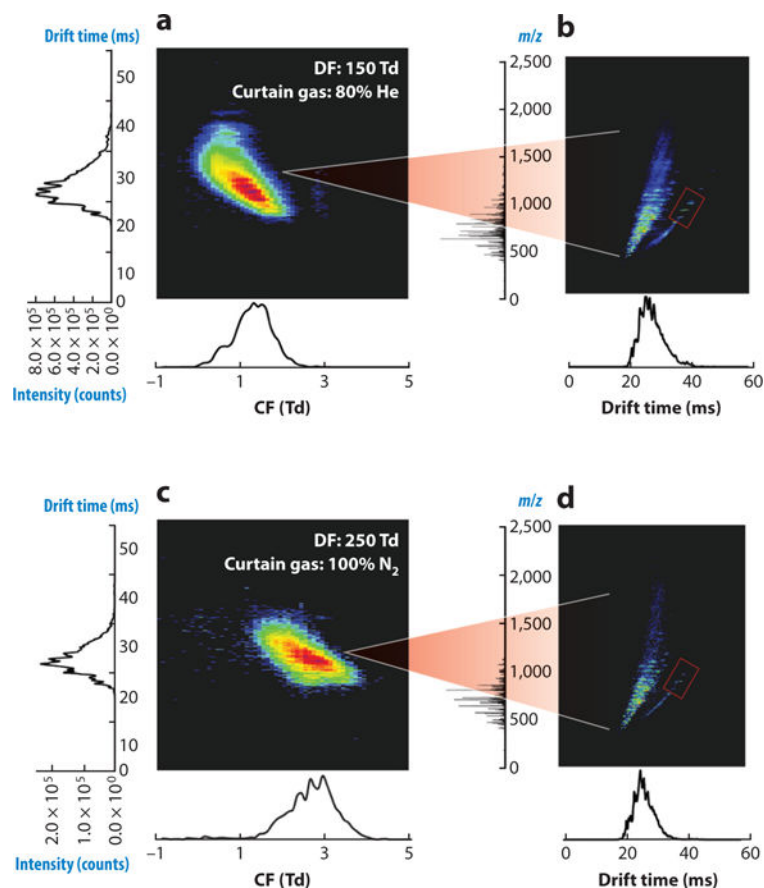 a
Drift time (ms)
50
40
30
20
10
0
8.0 × 10⁵
6.0 × 10⁵
4.0 × 10⁵
2.0 × 10⁵
0.0 × 10⁰
Intensity (counts)
DF: 150 Td
Curtain gas: 80% He
−1
1
3
5
CF (Td)
b
m/z
2,500
2,000
1,500
1,000
500
0
0
20
40
60
Drift time (ms)
c
Drift time (ms)
50
40
30
20
10
0
2.0 × 10⁵
1.0 × 10⁵
0.0 × 10⁰
Intensity (counts)
DF: 250 Td
Curtain gas: 100% N₂
−1
1
3
5
CF (Td)
d
m/z
2,500
2,000
1,500
1,000
500
0
0
20
40
60
Drift time (ms)